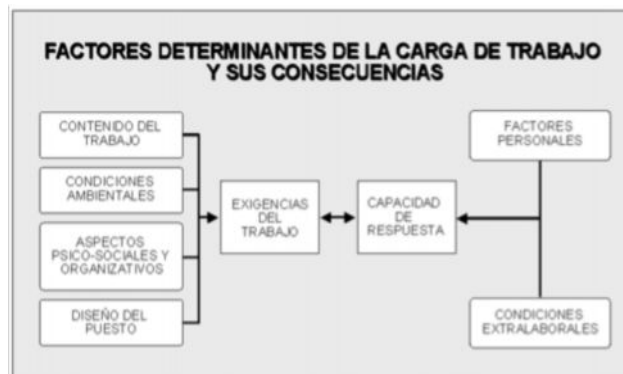 FACTORES DETERMINANTES DE LA CARGA DE TRABAJO
Y SUS CONSECUENCIAS
CONTENIDO DEL
TRABAJO
CONDICIONES
AMBIENTALES
ASPECTOS
PSICO-SOCIALES Y
ORGANIZATIVOS
DISEÑO DEL
PUESTO
EXIGENCIAS
DEL
TRABAJO
CAPACIDAD
DE
RESPUESTA
FACTORES
PERSONALES
CONDICIONES
EXTRALABORALES